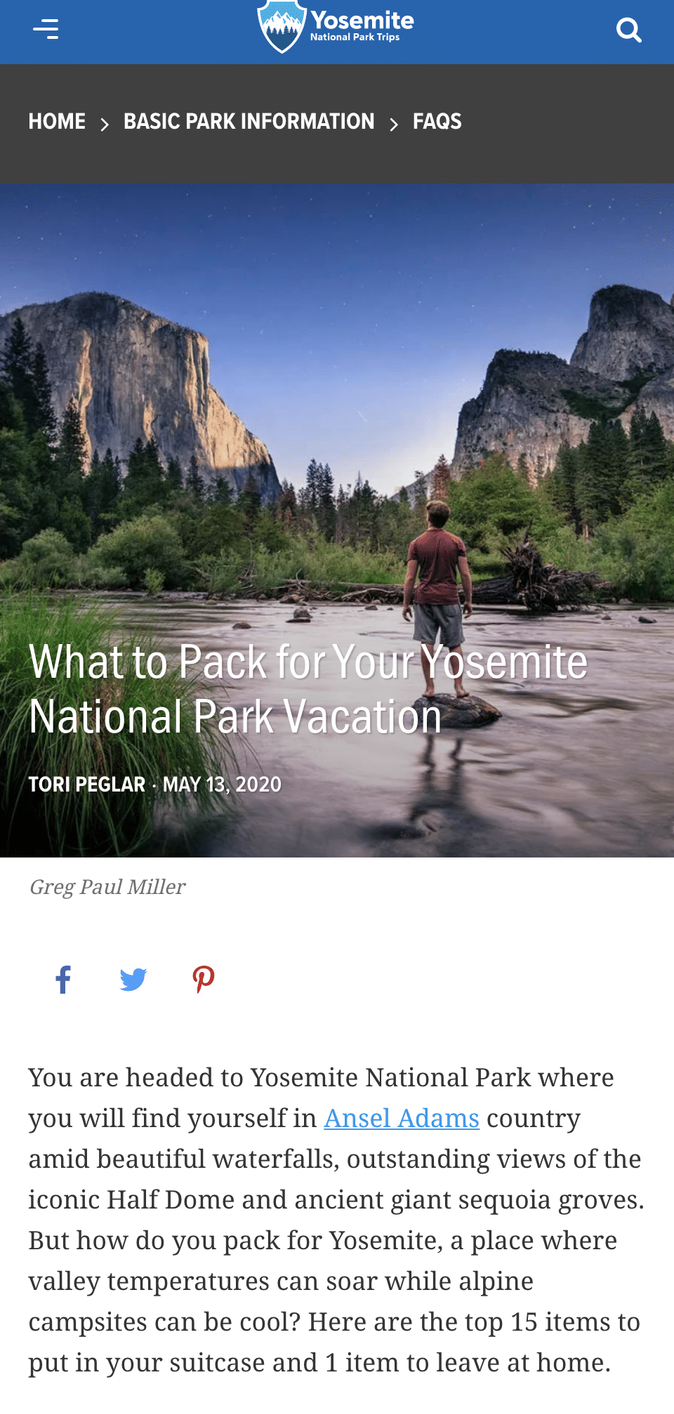 Yosemite
National Park Trips
HOME > BASIC PARK INFORMATION > FAQS
What to Pack for Your Yosemite
National Park Vacation
TORI PEGLAR · MAY 13, 2020
Greg Paul Miller
You are headed to Yosemite National Park where
you will find yourself in Ansel Adams country
amid beautiful waterfalls, outstanding views of the
iconic Half Dome and ancient giant sequoia groves.
But how do you pack for Yosemite, a place where
valley temperatures can soar while alpine
campsites can be cool? Here are the top 15 items to
put in your suitcase and 1 item to leave at home.